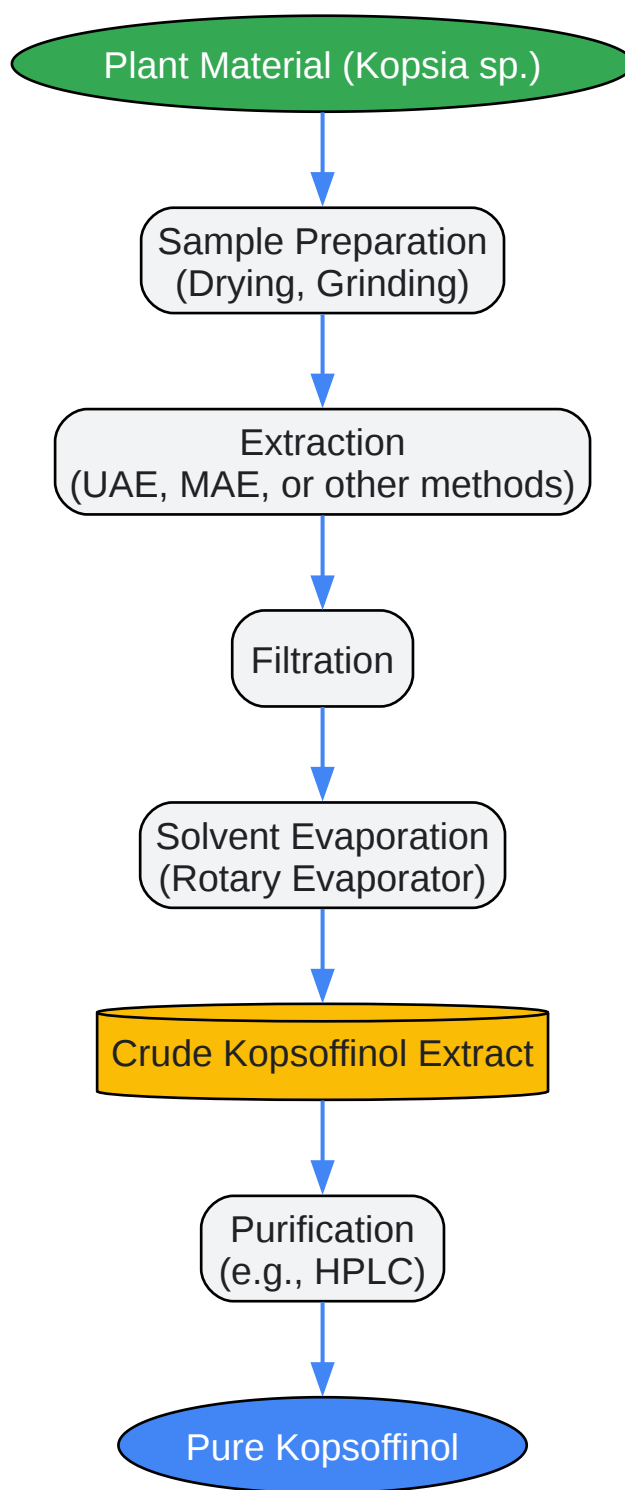 Plant Material (Kopsia sp.)
Sample Preparation
(Drying, Grinding)
Extraction
(UAE, MAE, or other methods)
Filtration
Solvent Evaporation
(Rotary Evaporator)
Crude Kopsoffinol Extract
Purification
(e.g., HPLC)
Pure Kopsoffinol